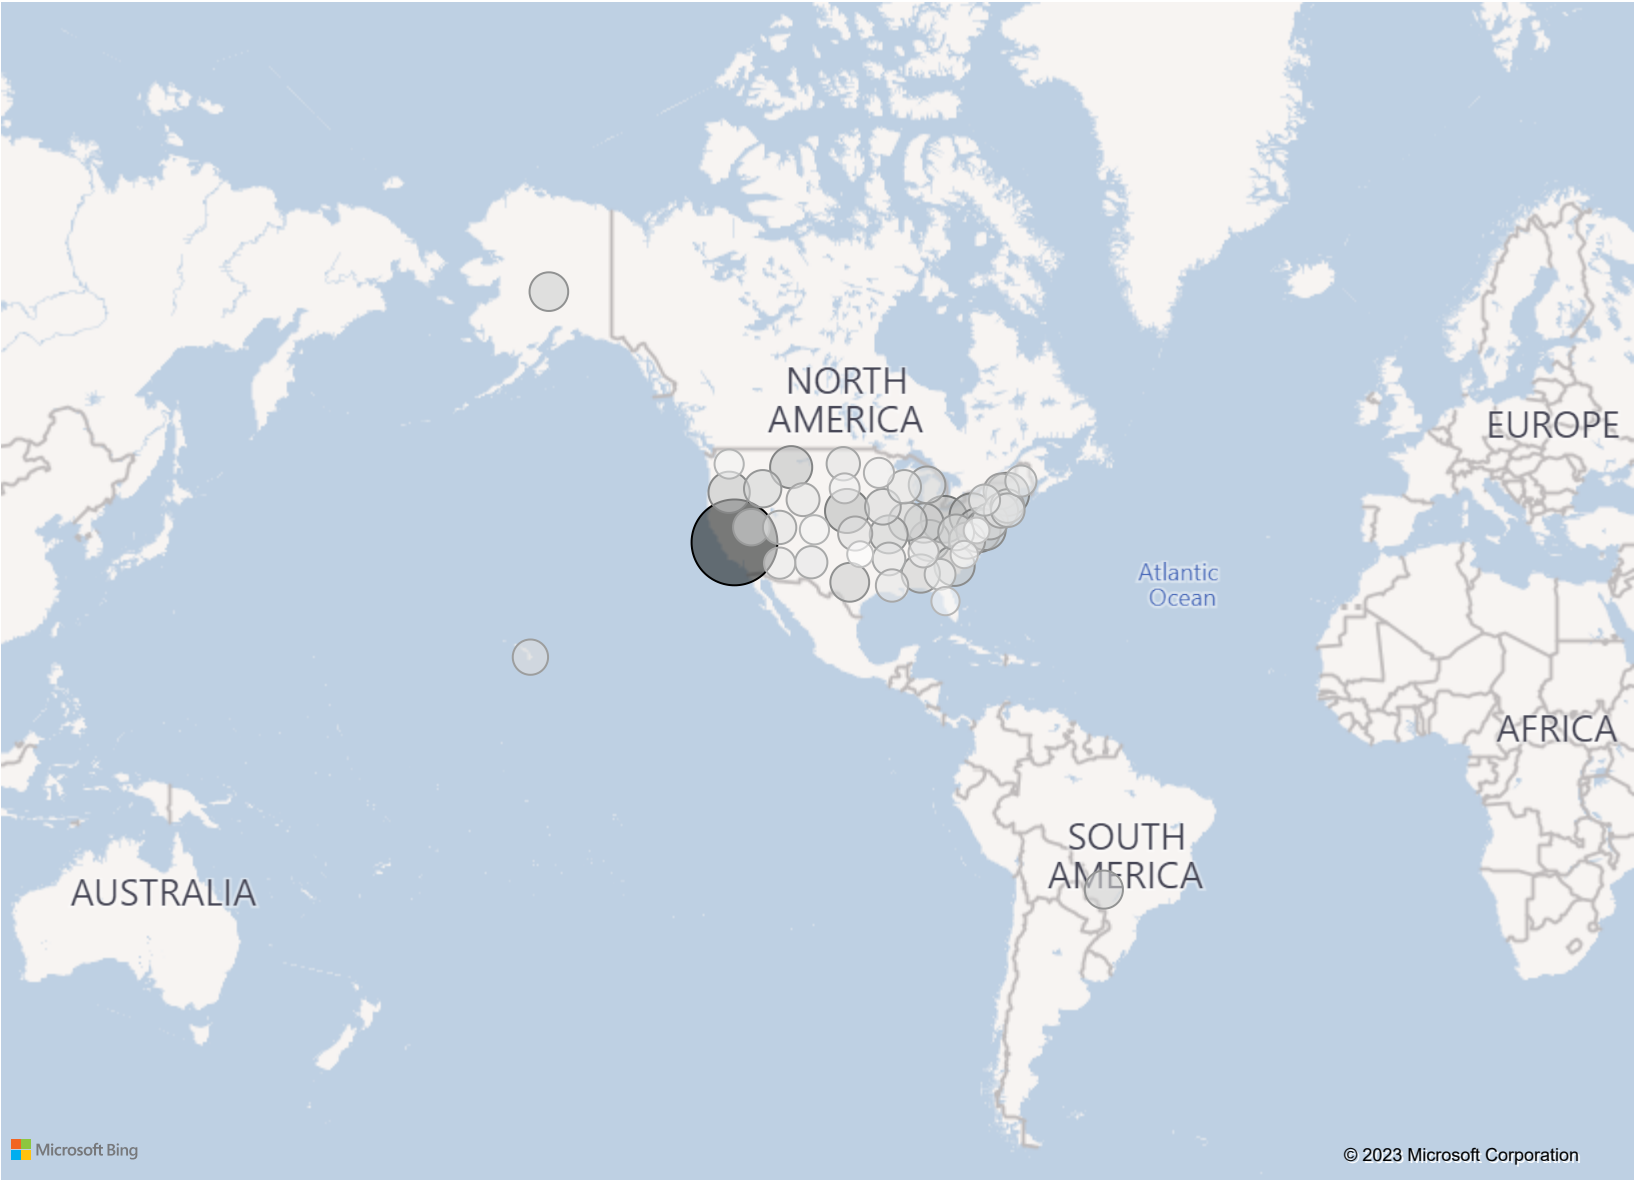 NORTH
AMERICA
EUROPE
Atlantic
Ocean
AFRICA
SOUTH
AMERICA
AUSTRALIA
Microsoft Bing
© 2023 Microsoft Corporation